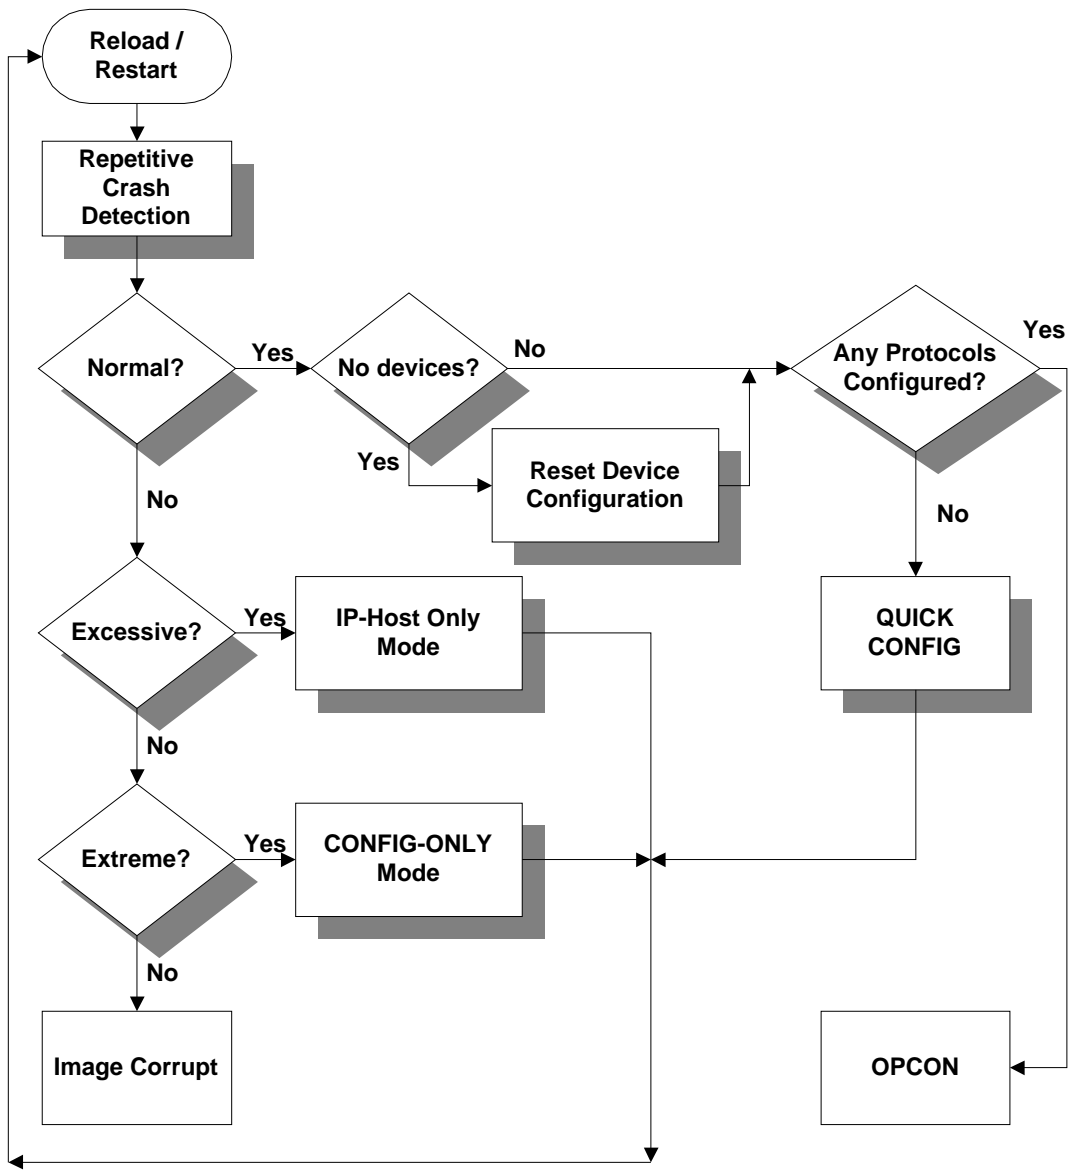 Reload /
Restart
Repetitive
Crash
Detection
Normal?
Yes
No devices?
No
Any Protocols
Configured?
Yes
Yes
Reset Device
Configuration
No
No
Excessive?
Yes
IP-Host Only
Mode
QUICK
CONFIG
No
Extreme?
Yes
CONFIG-ONLY
Mode
No
Image Corrupt
OPCON